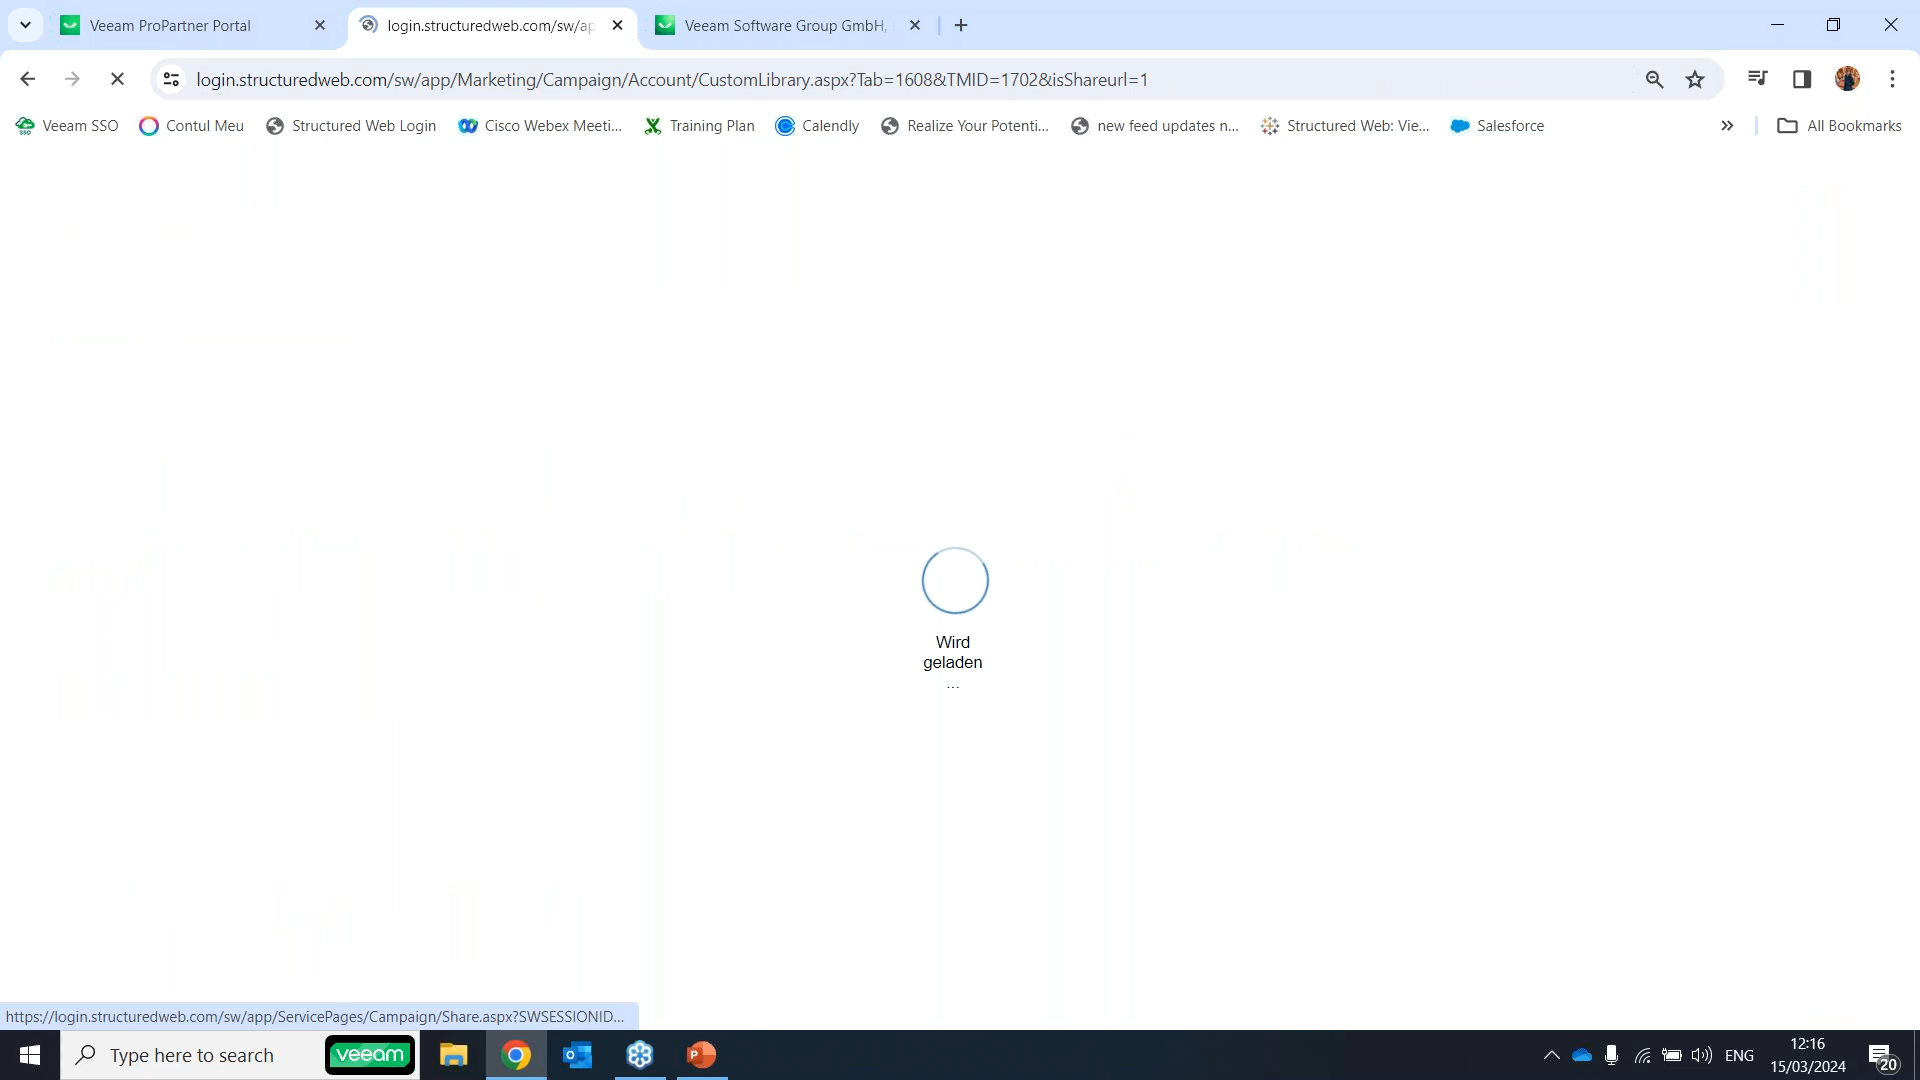 Veeam ProPartner Portal
login.structuredweb.com/sw/ap
Veeam Software Group GmbH,
login.structuredweb.com/sw/app/Marketing/Campaign/Account/CustomLibrary.aspx?Tab=1608&TMID=1702&isShareurl=1
Veeam SSO
Contul Meu
Structured Web Login
Cisco Webex Meeti...
Training Plan
Calendly
Realize Your Potenti...
new feed updates n...
Structured Web: Vie...
Salesforce
All Bookmarks
Wird
geladen
...
https://login.structuredweb.com/sw/app/ServicePages/Campaign/Share.aspx?SWSESSIONID...
Type here to search
veeam
ENG
12:16
15/03/2024
20